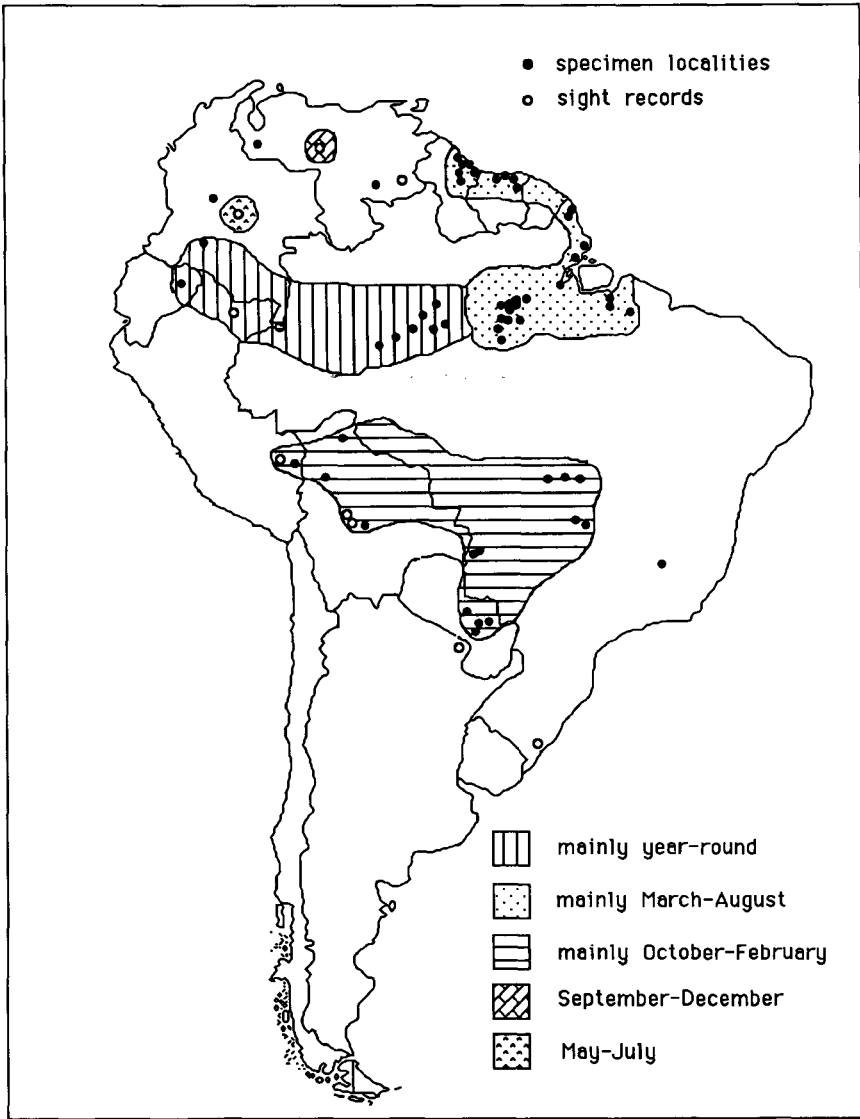 specimen localities
sight records
mainly year-round
mainly March-August
mainly October-February
September-December
May-July